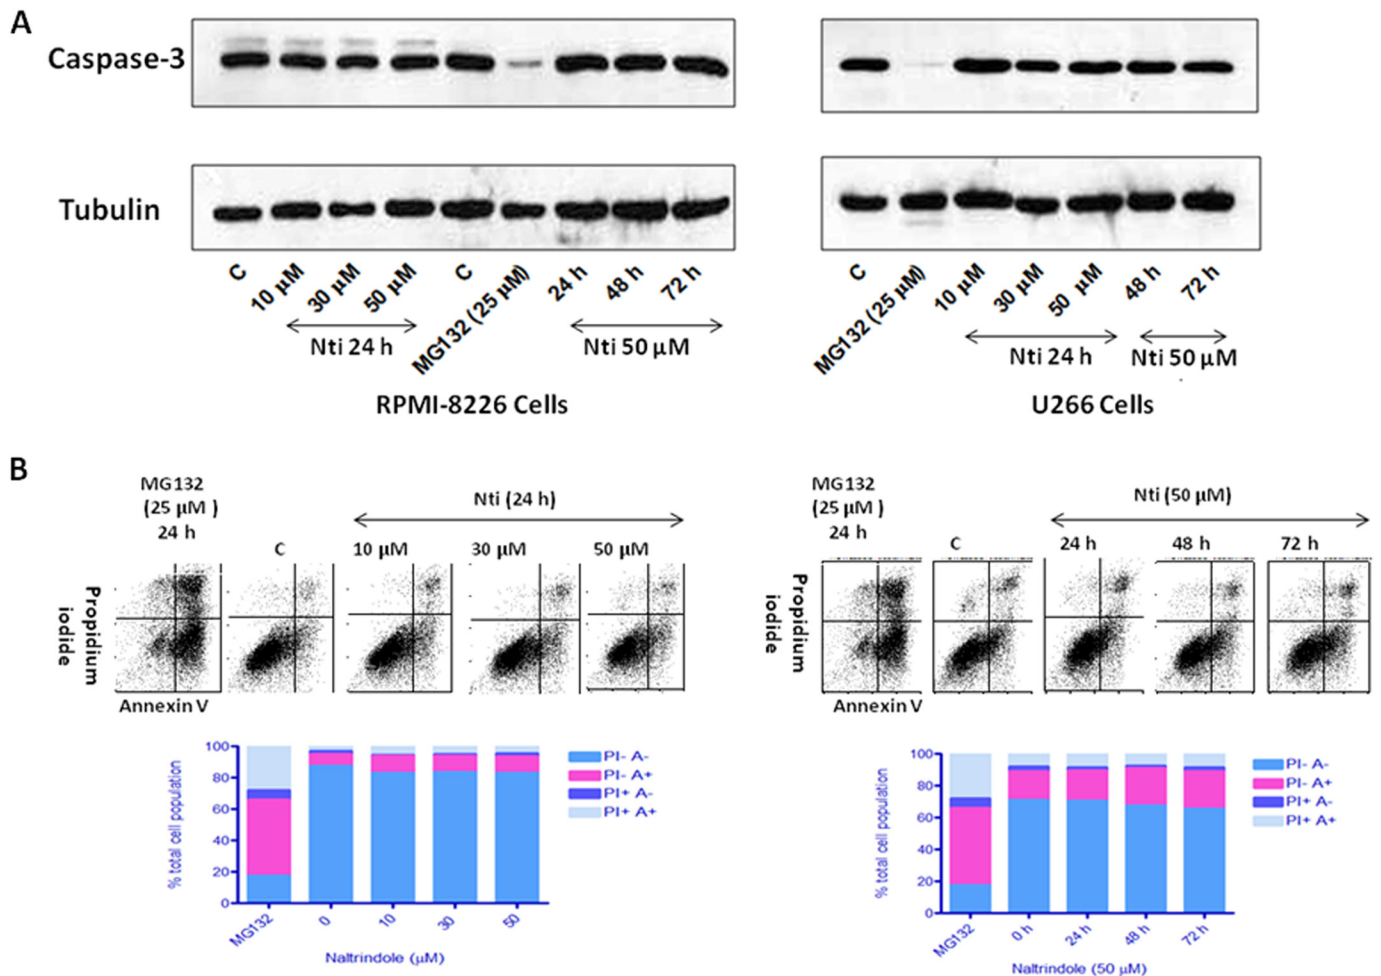 A
Caspase-3
Tubulin
C
10 µM
30 µM
50 µM
C
MG132 (25 µM)
24 h
48 h
72 h
Nti 24 h
Nti 50 µM
RPMI-8226 Cells
C
MG132 (25 µM)
10 µM
30 µM
50 µM
48 h
72 h
Nti 24 h
Nti 50 µM
U266 Cells
B
MG132
(25 µM )
24 h
Nti (24 h)
C
10 µM
30 µM
50 µM
Propidium
iodide
Annexin V
MG132
(25 µM)
24 h
Nti (50 µM)
C
24 h
48 h
72 h
Propidium
iodide
Annexin V
% total cell population
100
80
60
40
20
0
MG132
0
10
30
50
Naltrindole (µM)
PI- A-
PI- A+
PI+ A-
PI+ A+
% total cell population
100
80
60
40
20
0
MG132
0 h
24 h
48 h
72 h
Naltrindole (50 µM)
PI- A-
PI- A+
PI+ A-
PI+ A+